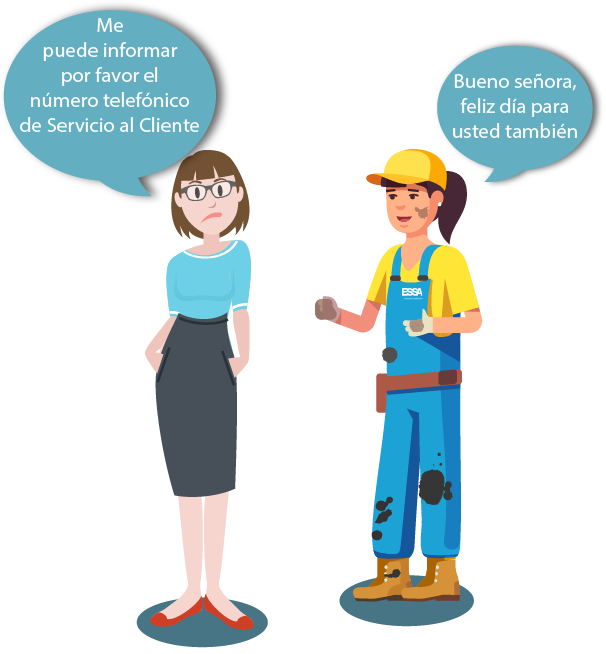 Me
puede informar
por favor el
número telefónico
de Servicio al Cliente
Bueno señora,
feliz día para
usted también
ESSA